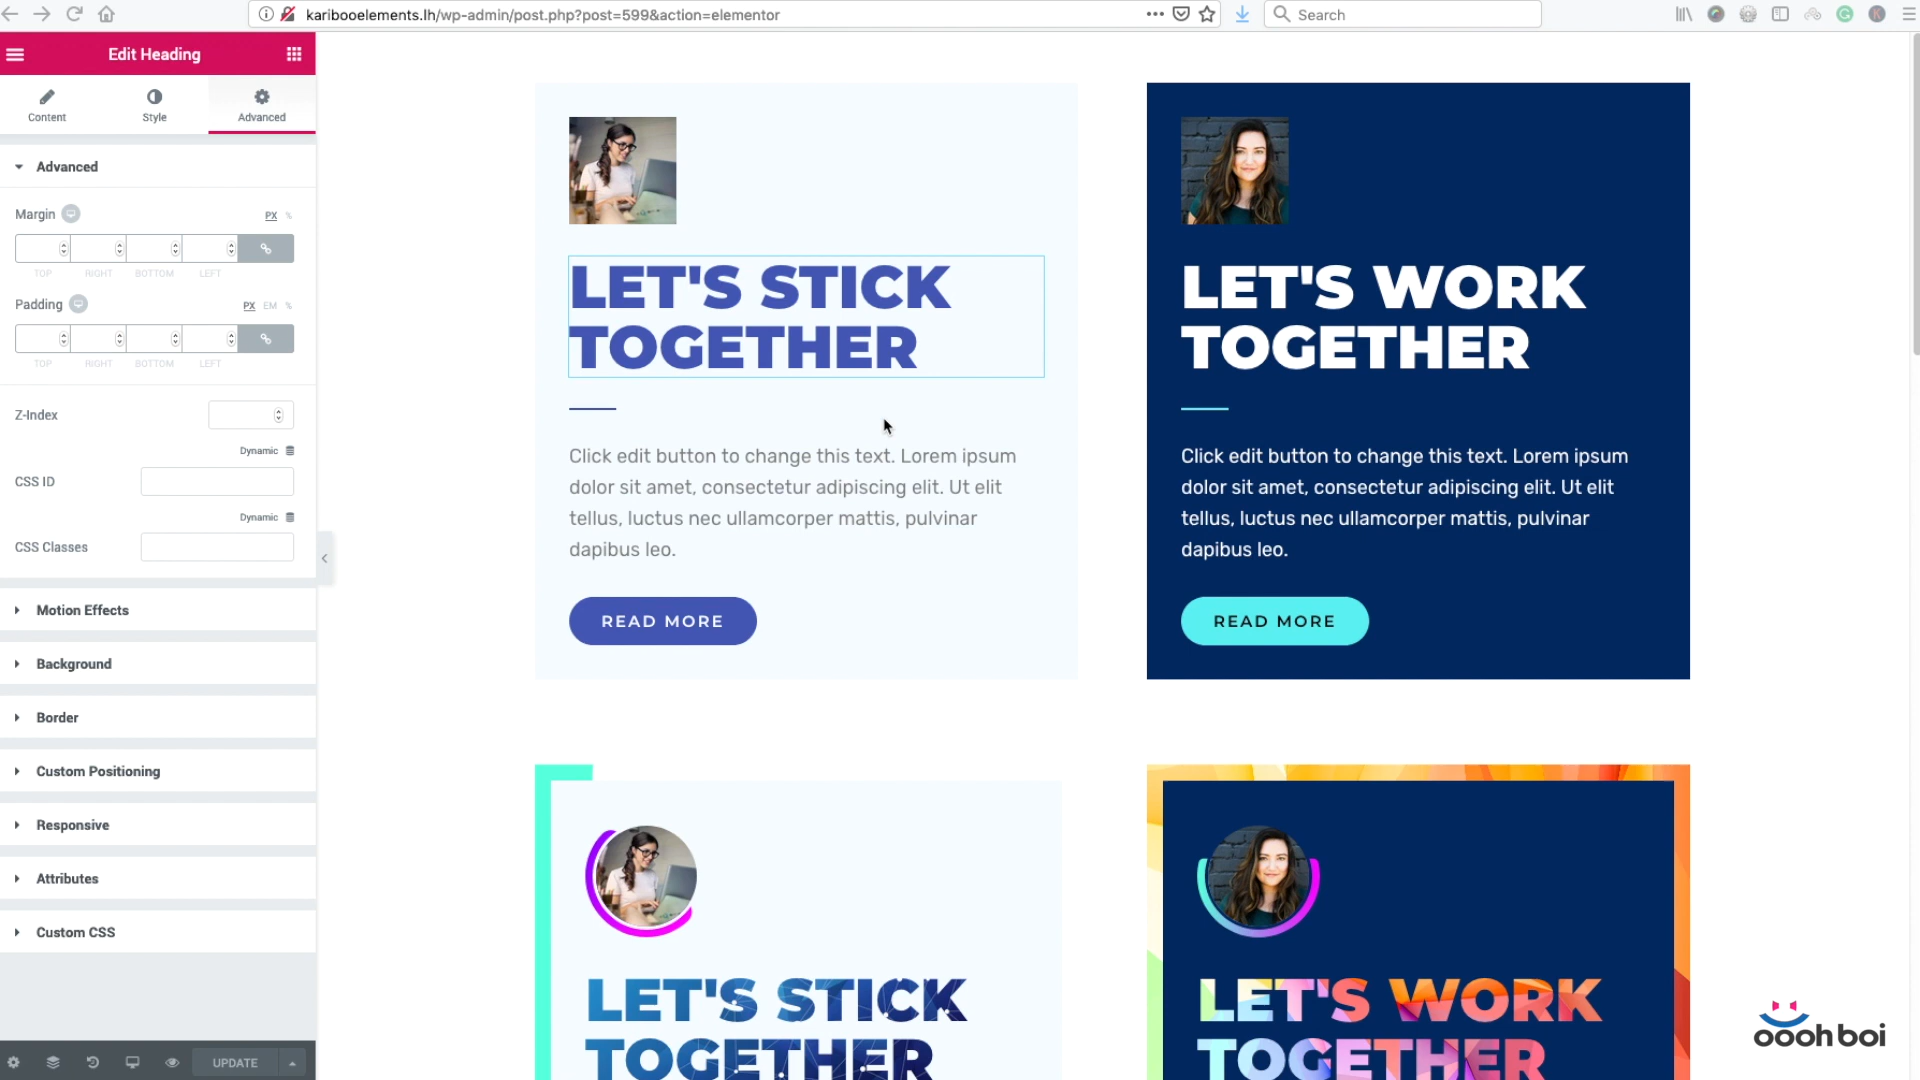 karibooelements.lh/wp-admin/post.php?post=599&action=elementor
Search
Edit Heading
Content
Style
Advanced
Advanced
Margin
PX %
TOP RIGHT BOTTOM LEFT
Padding
PX EM %
TOP RIGHT BOTTOM LEFT
Z-Index
Dynamic
CSS ID
Dynamic
CSS Classes
Motion Effects
Background
Border
Custom Positioning
Responsive
Attributes
Custom CSS
UPDATE
LET'S STICK
TOGETHER
Click edit button to change this text. Lorem ipsum
dolor sit amet, consectetur adipiscing elit. Ut elit
tellus, luctus nec ullamcorper mattis, pulvinar
dapibus leo.
READ MORE
LET'S WORK
TOGETHER
Click edit button to change this text. Lorem ipsum
dolor sit amet, consectetur adipiscing elit. Ut elit
tellus, luctus nec ullamcorper mattis, pulvinar
dapibus leo.
READ MORE
LET'S STICK
TOGETHER
LET'S WORK
TOGETHER
oooh boi